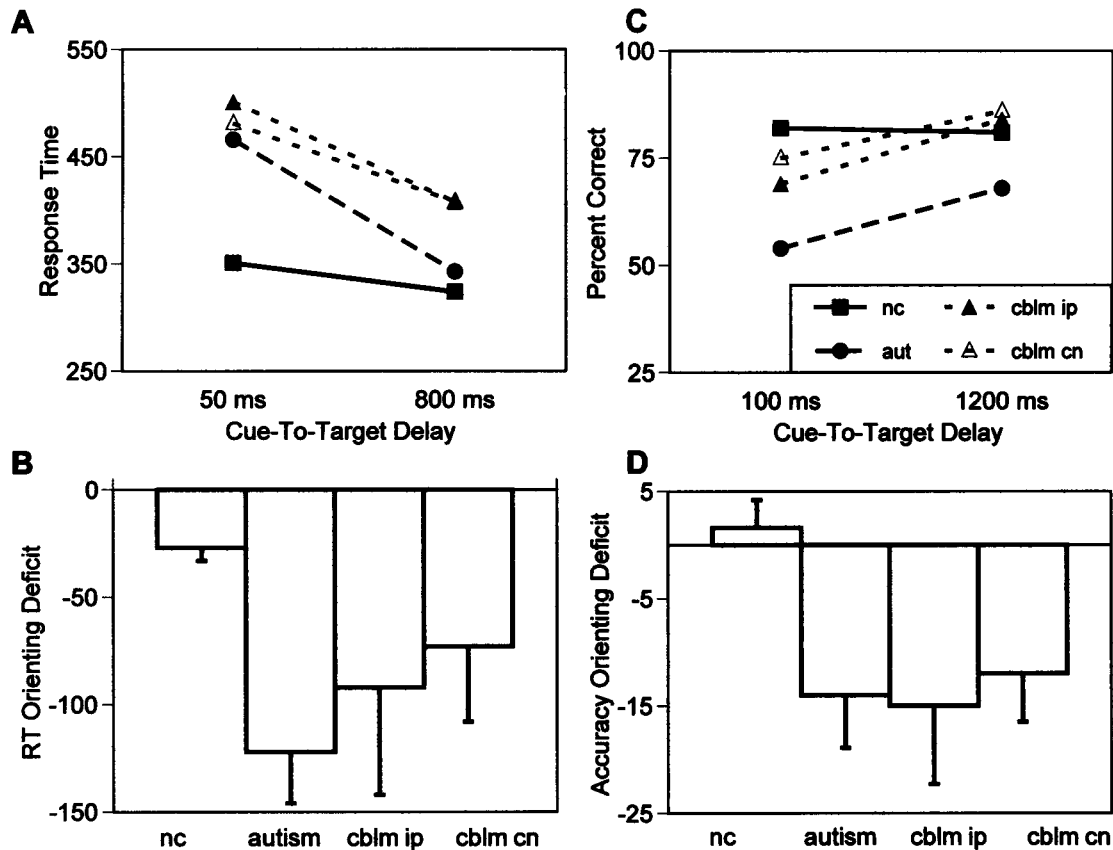 A
550
450
350
250
Response Time
50 ms 800 ms
Cue-To-Target Delay
C
100
75
50
25
Percent Correct
nc cblm ip
aut cblm cn
100 ms 1200 ms
Cue-To-Target Delay
B
0
-50
-100
-150
RT Orienting Deficit
nc autism cblm ip cblm cn
D
5
-5
-15
-25
Accuracy Orienting Deficit
nc autism cblm ip cblm cn